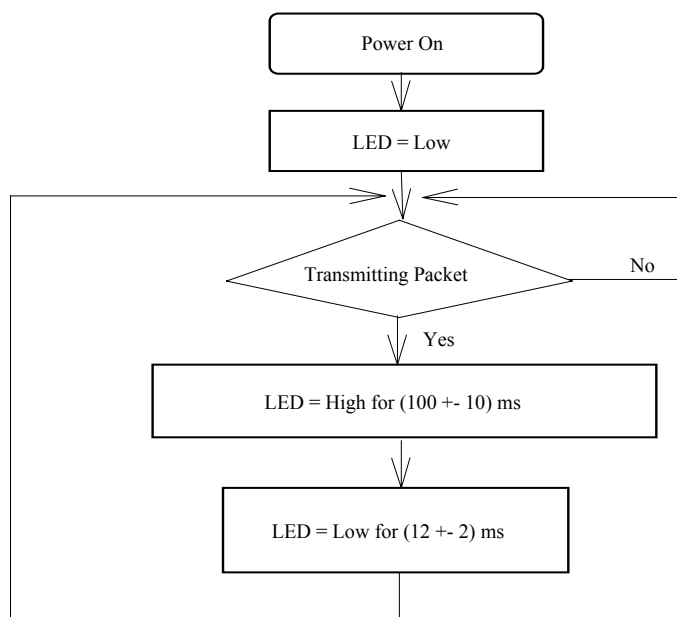 Power On
LED = Low
Transmitting Packet
No
Yes
LED = High for (100 +- 10) ms
LED = Low for (12 +- 2) ms